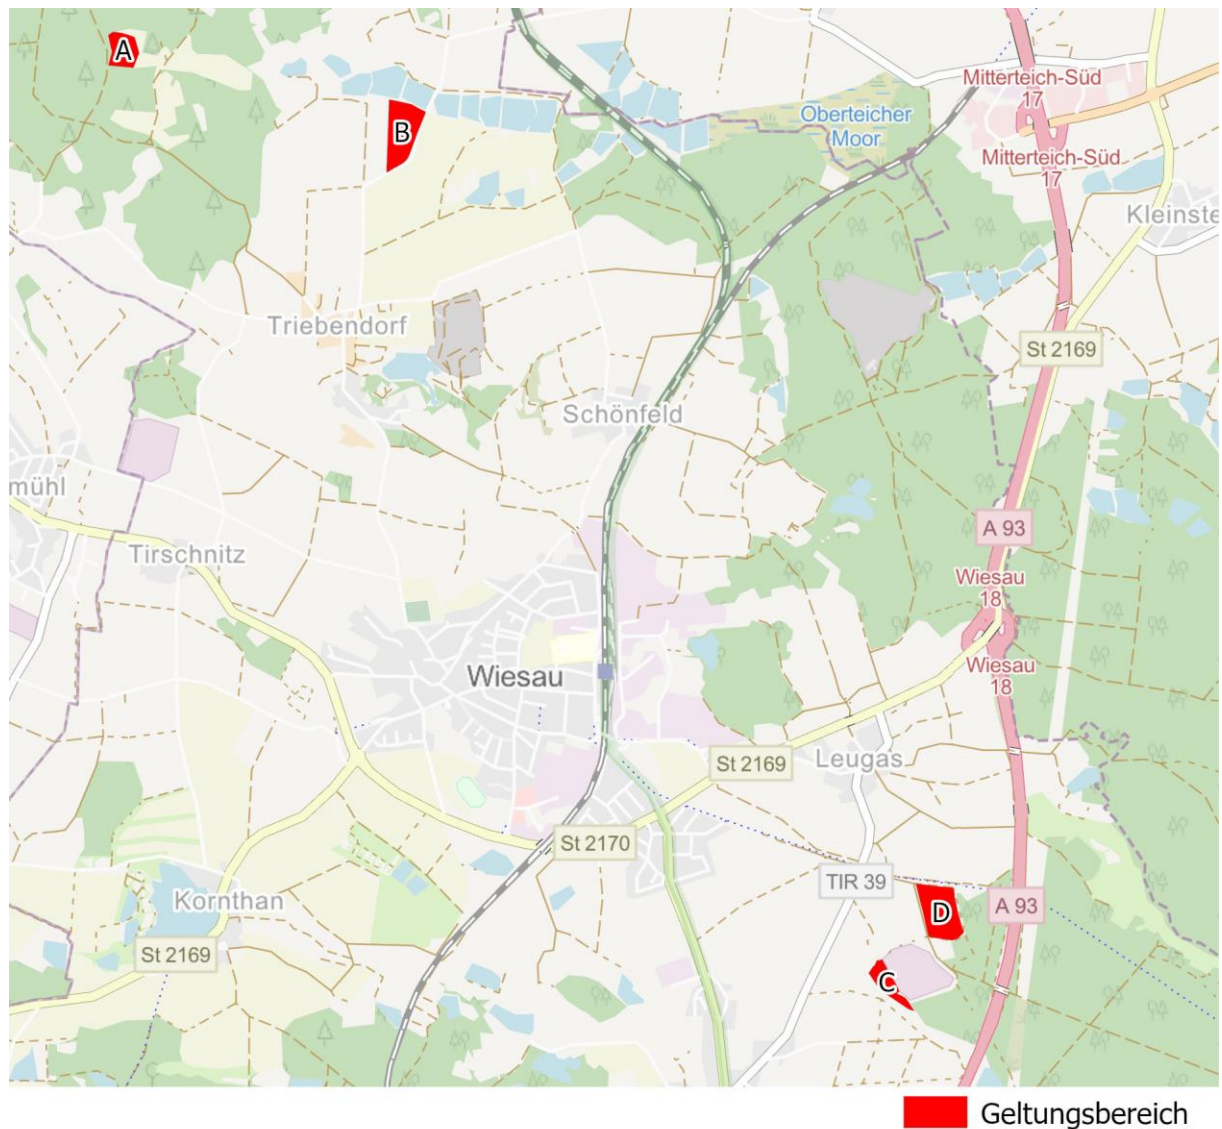 A
B
Mitterteich-Süd
17
Oberteicher
Moor
Mitterteich-Süd
17
Kleinste
Triebendorf
St 2169
Schönfeld
mühl
A 93
Tirschnitz
Wiesau
18
Wiesau
Wiesau
18
Leugas
St 2169
St 2170
TIR 39
Kornthan
A 93
D
St 2169
C
Geltungsbereich